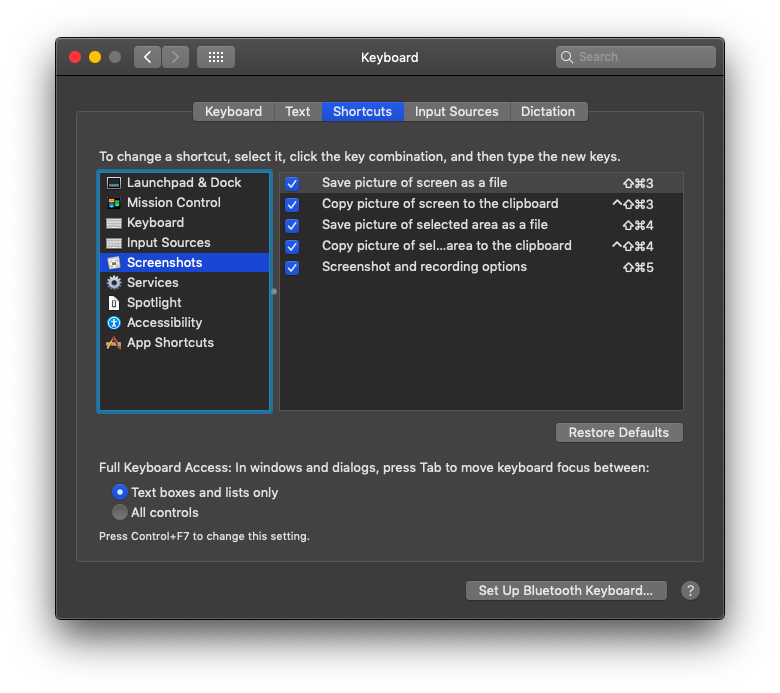 Keyboard
Search
Keyboard Text Shortcuts Input Sources Dictation
To change a shortcut, select it, click the key combination, and then type the new keys.
Launchpad & Dock
Mission Control
Keyboard
Input Sources
Screenshots
Services
Spotlight
Accessibility
App Shortcuts
Save picture of screen as a file ⇧⌘3
Copy picture of screen to the clipboard ^⇧⌘3
Save picture of selected area as a file ⇧⌘4
Copy picture of sel...area to the clipboard ^⇧⌘4
Screenshot and recording options ⇧⌘5
Restore Defaults
Full Keyboard Access: In windows and dialogs, press Tab to move keyboard focus between:
Text boxes and lists only
All controls
Press Control+F7 to change this setting.
Set Up Bluetooth Keyboard... ?